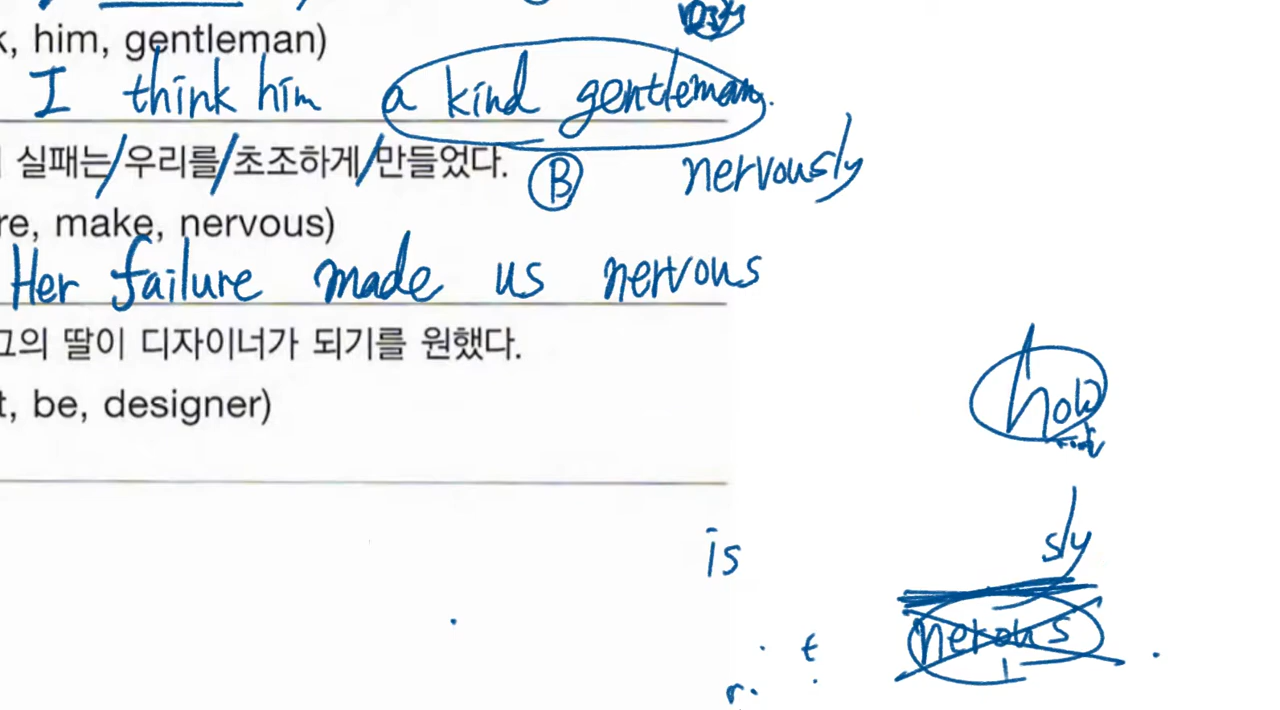 k, him, gentleman)
I think him a kind gentleman.
실패는/우리를/초조하게/만들었다.
B
nervously
re, make, nervous)
Her failure made us nervous
그의 딸이 디자이너가 되기를 원했다.
t, be, designer)
how
is
sly
nerous
t
r.